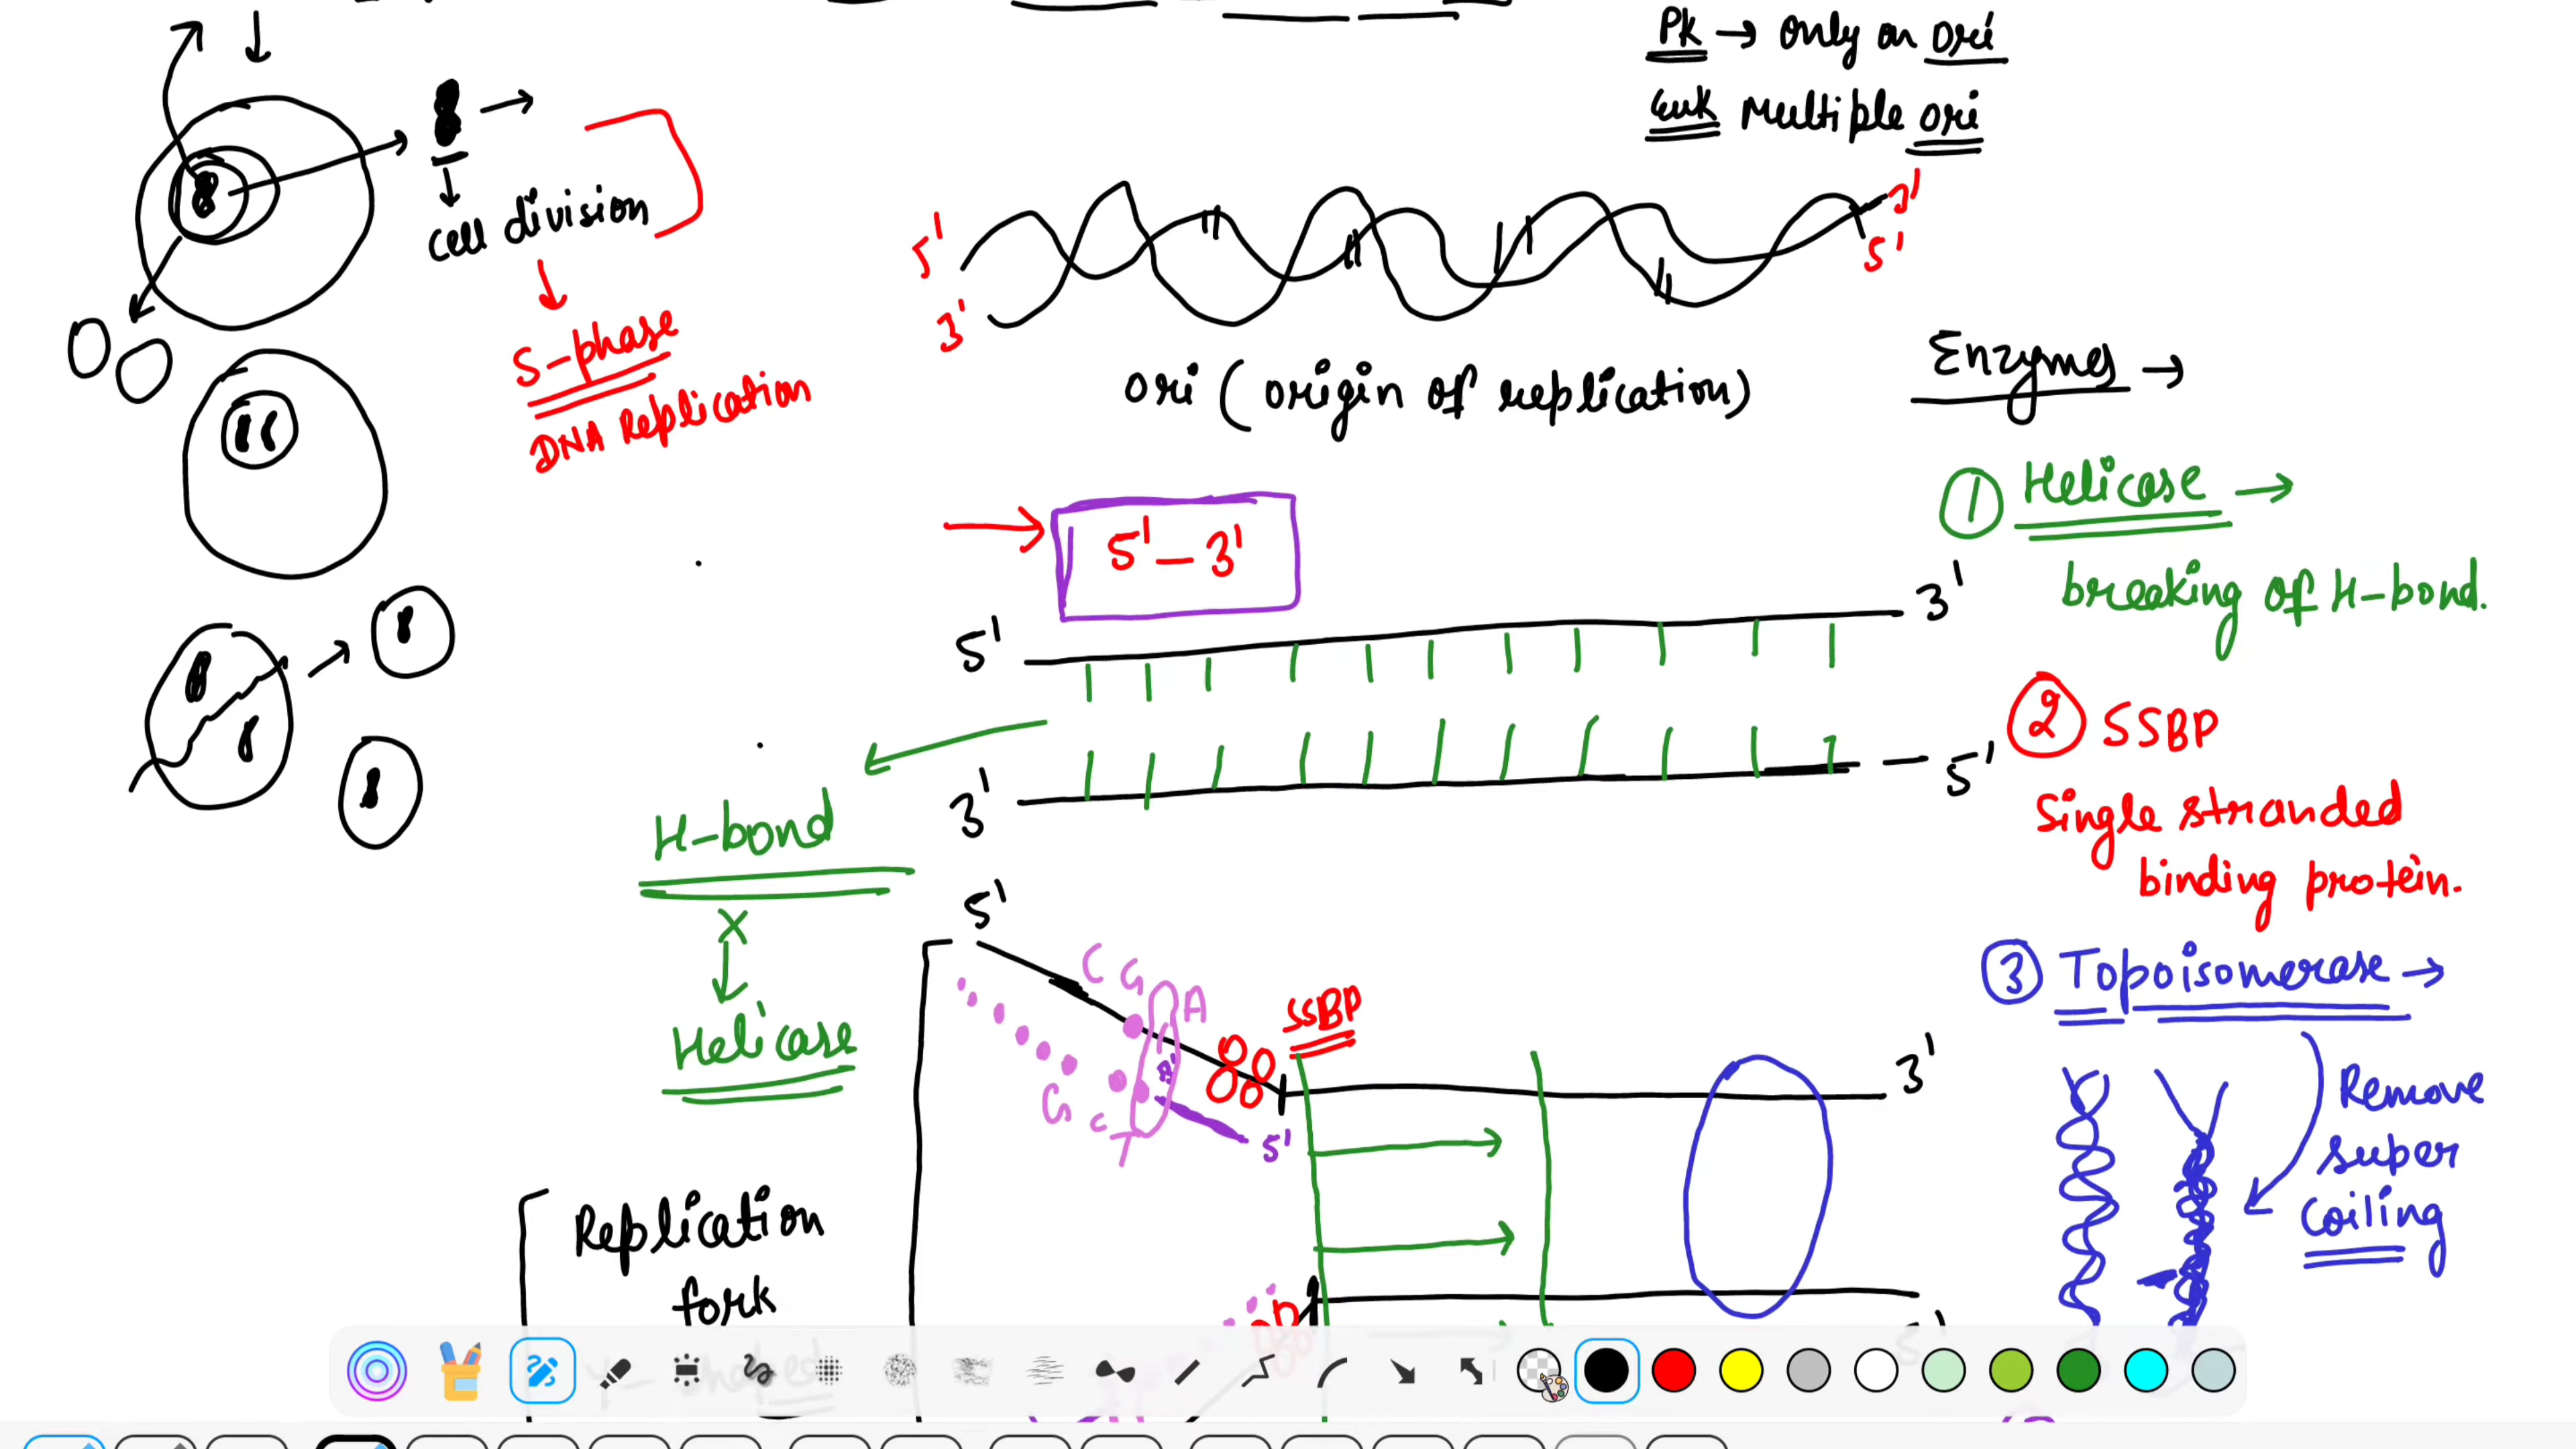 PK → only an ori
Euk Multiple ori
cell division
S-phase
DNA Replication
5' 3'
3' 5'
ori ( origin of replication)
Enzymes →
① Helicase →
breaking of H-bond.
5' - 3'
5' 3'
3' 5'
H-bond
X
Helicase
② SSBP
Single stranded
binding protein.
③ Topoisomerase →
Remove
super
coiling
5'
C G A
SSBP
3'
G C T
5'
Replication
fork